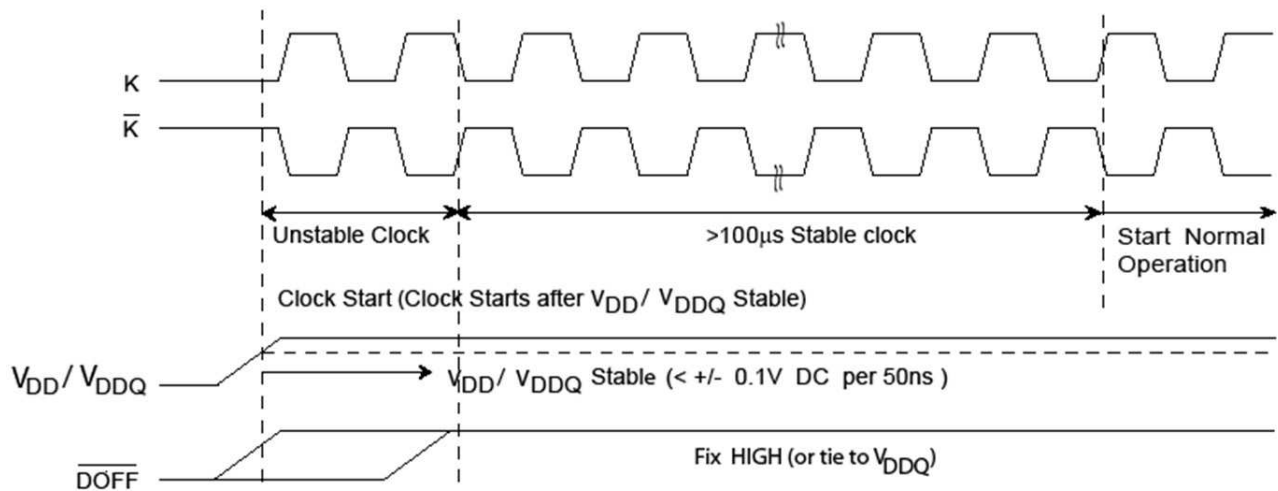 K
K̅
Unstable Clock
>100μs Stable clock
Start Normal
Operation
Clock Start (Clock Starts after VDD/ VDDQ Stable)
VDD/ VDDQ
VDD/ VDDQ Stable (< +/- 0.1V DC per 50ns )
D̅O̅F̅F̅
Fix HIGH (or tie to VDDQ)